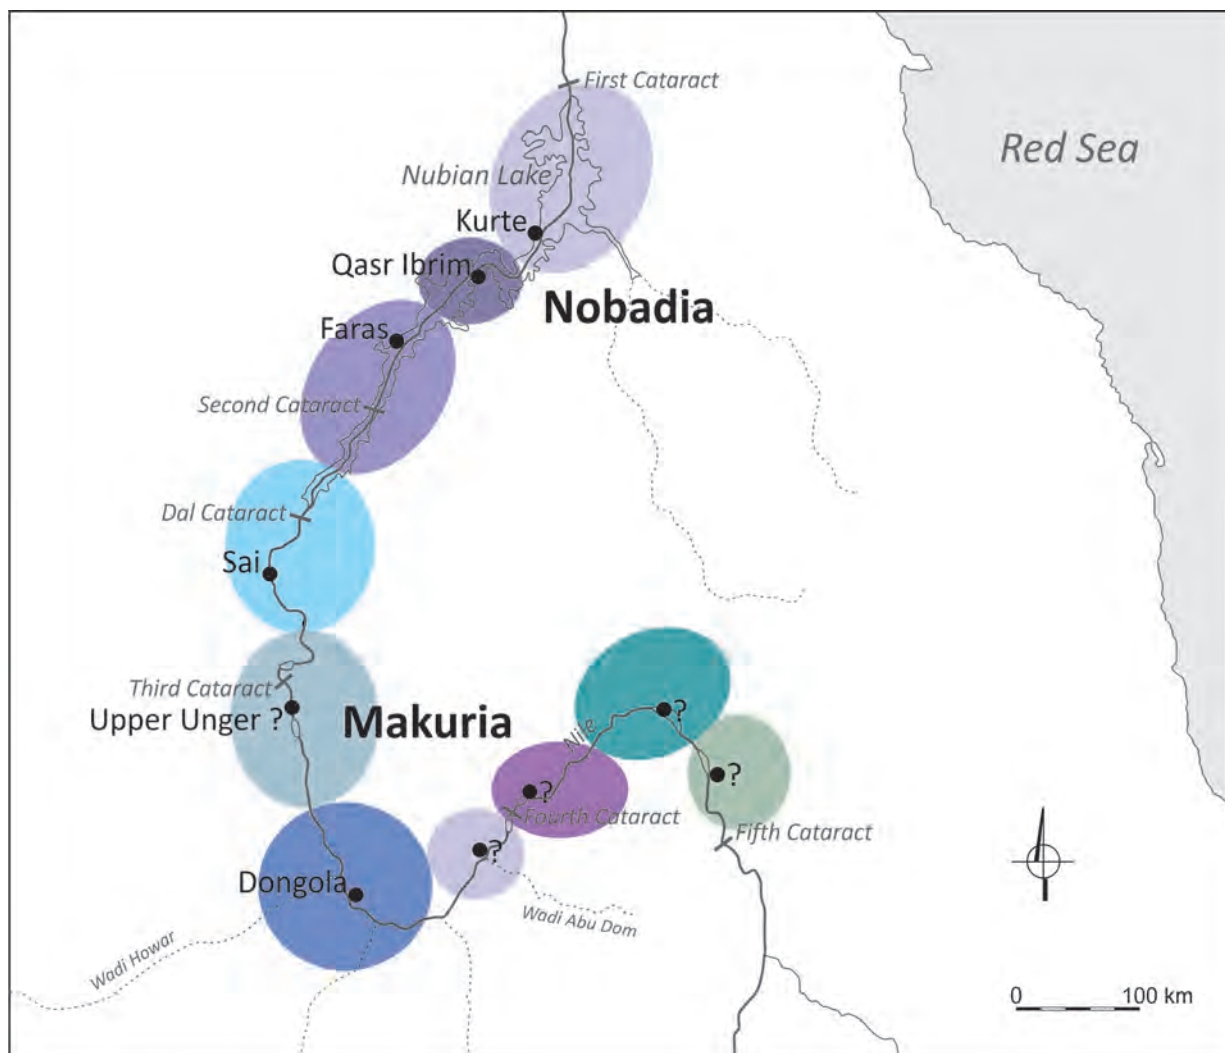 First Cataract
Red Sea
Nubian Lake
Kurte
Qasr Ibrim
Nobadia
Faras
Second Cataract
Dal Cataract
Sai
Third Cataract
Upper Unger ?
Makuria
Nile
?
?
?
Fourth Cataract
Fifth Cataract
?
Dongola
Wadi Abu Dom
Wadi Howar
0 100 km